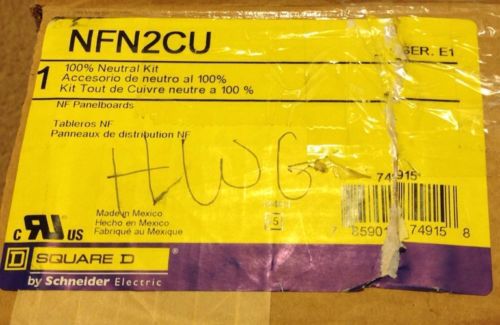 NFN2CU
SER. E1
1
100% Neutral Kit
Accesorio de neutro al 100%
Kit Tout de Cuivre neutre a 100 %
NF Panelboards
Tableros NF
Panneaux de distribution NF
HWG
74915
Made in Mexico
Hecho en Mexico
Fabriqué au Mexique
5
C RU US
7 85901 74915 8
D SQUARE D
by Schneider Electric